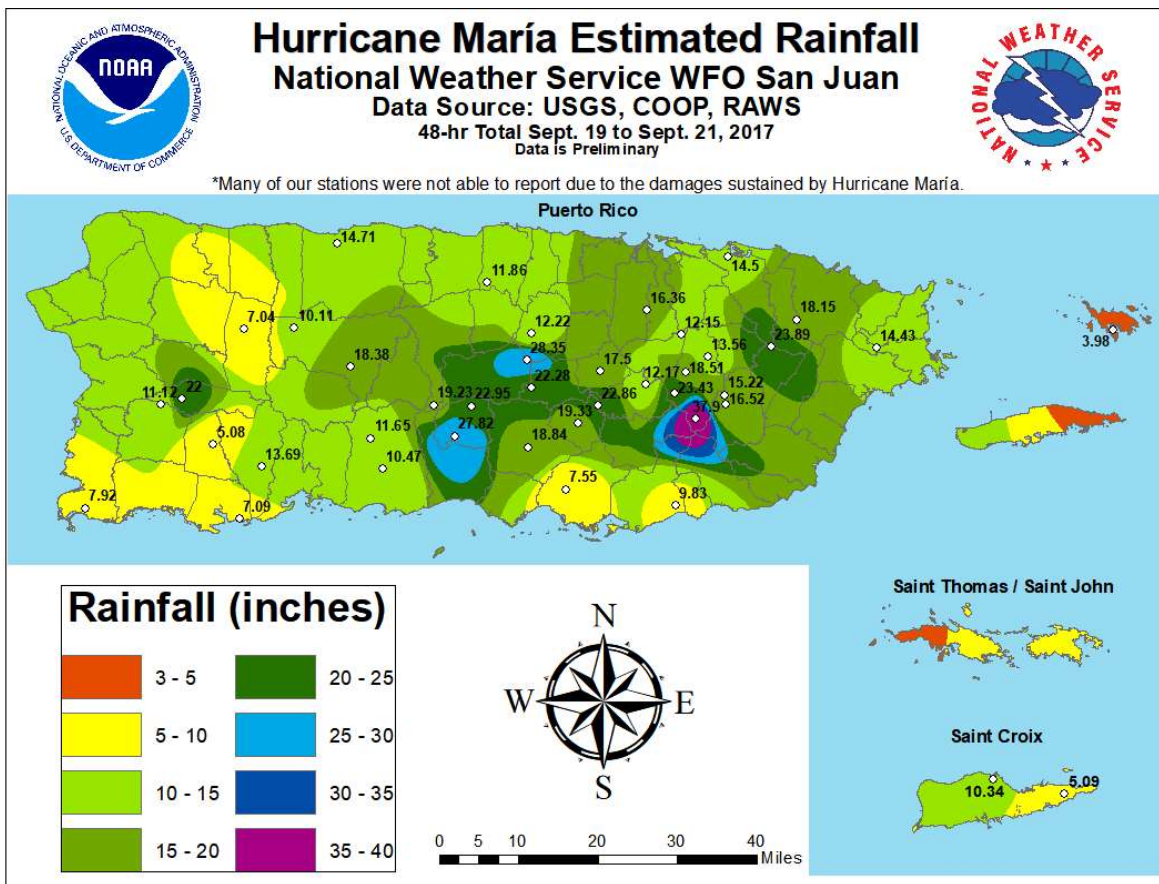 NATIONAL OCEANIC AND ATMOSPHERIC ADMINISTRATION
NOAA
U.S. DEPARTMENT OF COMMERCE
Hurricane María Estimated Rainfall
National Weather Service WFO San Juan
Data Source: USGS, COOP, RAWS
48-hr Total Sept. 19 to Sept. 21, 2017
Data is Preliminary
NATIONAL WEATHER SERVICE
*Many of our stations were not able to report due to the damages sustained by Hurricane María.
Puerto Rico
14.71
14.5
11.86
16.36
18.15
7.04
10.11
12.22
12.15
14.43
3.98
28.35
13.56
23.89
18.38
17.5
18.51
22.28
12.17
11.12
22
19.23
22.95
22.86
23.43
15.22
16.52
19.33
37.9
5.08
11.65
27.82
18.84
13.69
10.47
7.55
7.92
7.09
9.83
Rainfall (inches)
3 - 5
20 - 25
5 - 10
25 - 30
10 - 15
30 - 35
15 - 20
35 - 40
N
W
E
S
0
5
10
20
30
40
Miles
Saint Thomas / Saint John
Saint Croix
10.34
5.09